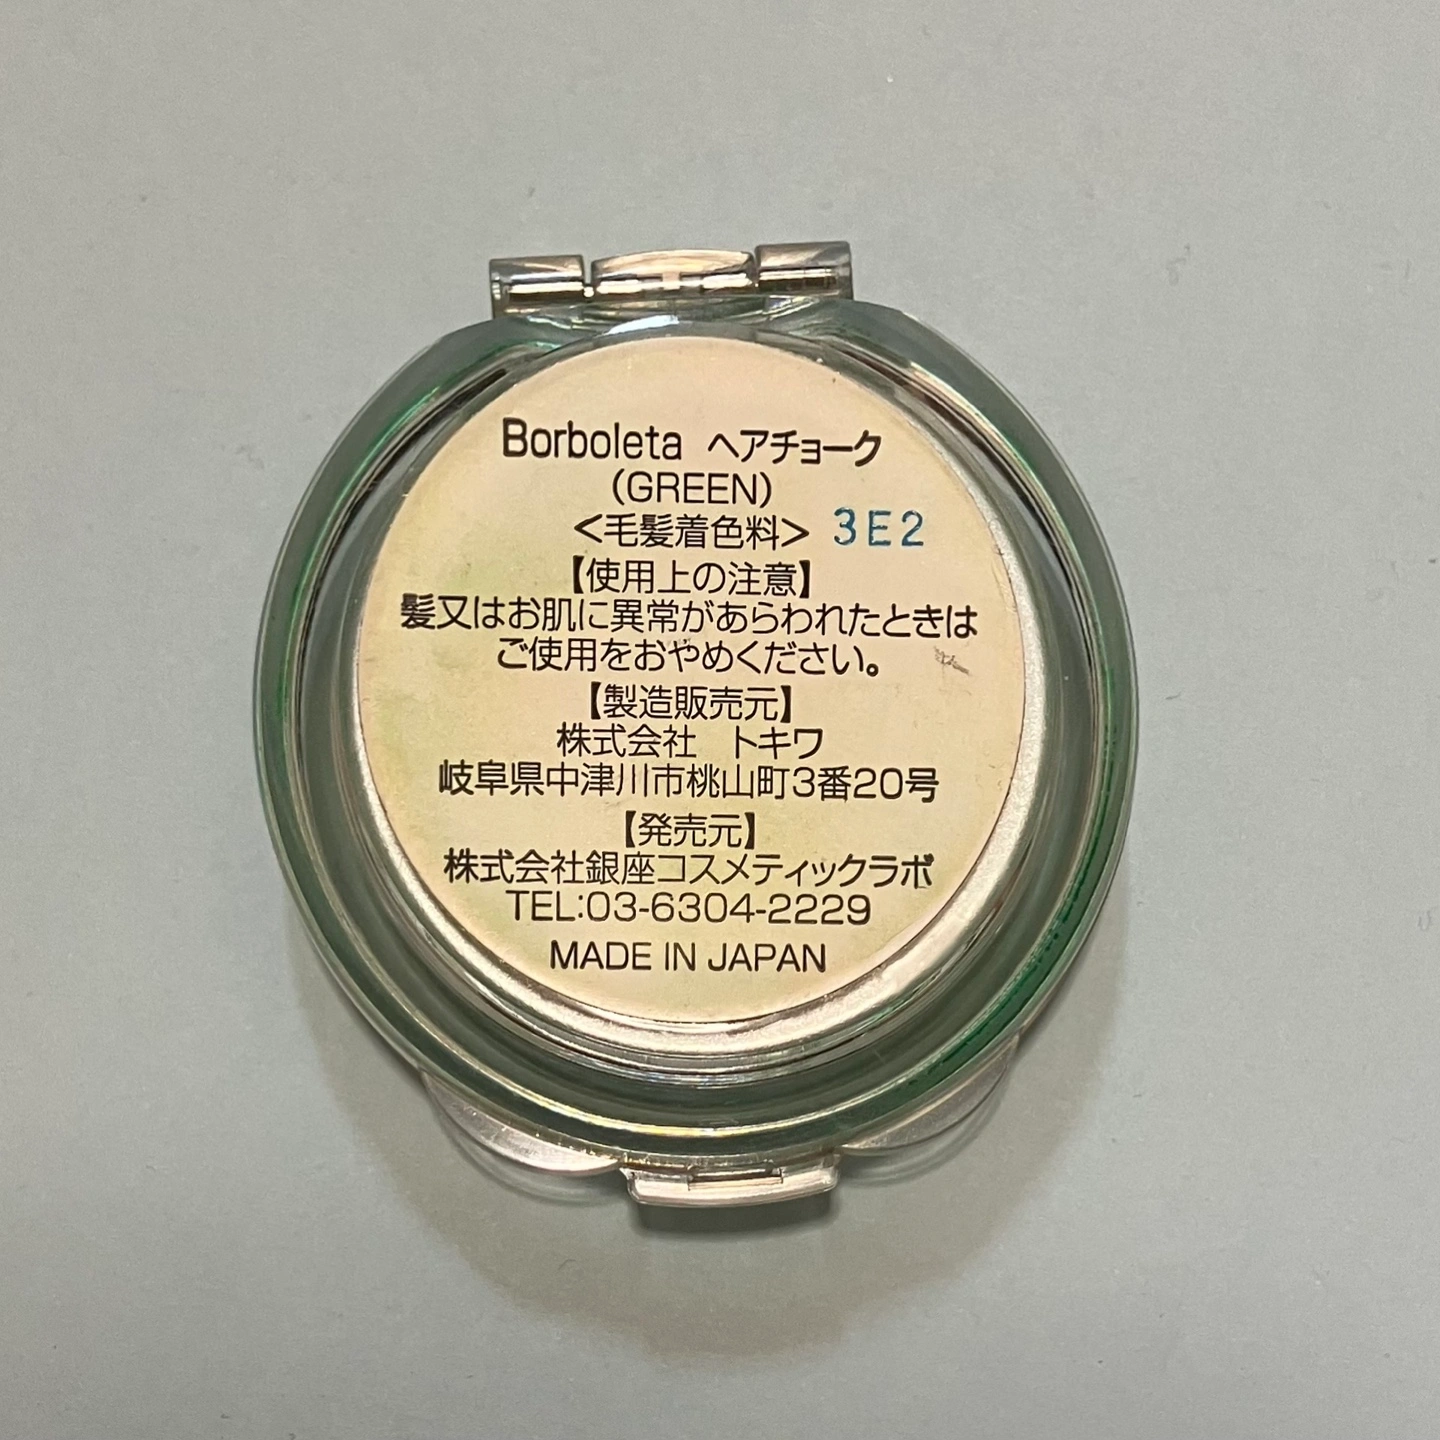 Borboleta ヘアチョーク
(GREEN)
<毛髪着色料> 3E2
【使用上の注意】
髪又はお肌に異常があらわれたときは
ご使用をおやめください。
【製造販売元】
株式会社 トキワ
岐阜県中津川市桃山町3番20号
【発売元】
株式会社銀座コスメティックラボ
TEL:03-6304-2229
MADE IN JAPAN